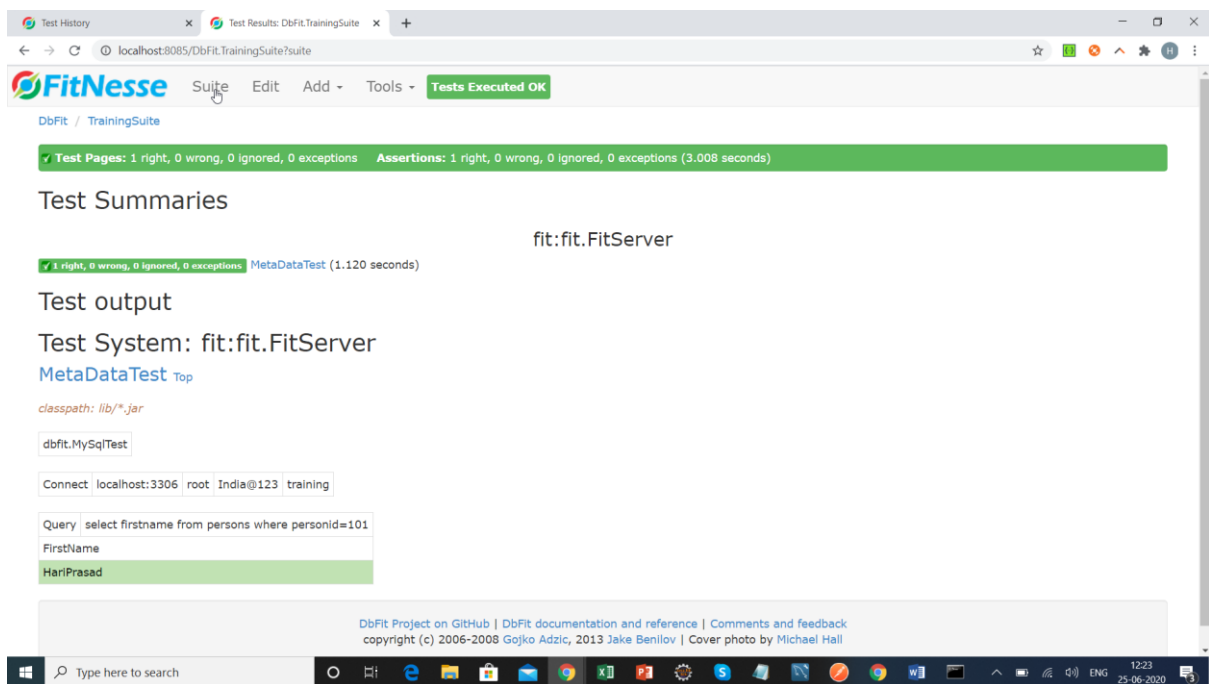 Test History
Test Results: DbFit.TrainingSuite
localhost:8085/DbFit.TrainingSuite?suite
H
FitNesse Suite Edit Add Tools Tests Executed OK
DbFit / TrainingSuite
Test Pages: 1 right, 0 wrong, 0 ignored, 0 exceptions Assertions: 1 right, 0 wrong, 0 ignored, 0 exceptions (3.008 seconds)
Test Summaries
fit:fit.FitServer
1 right, 0 wrong, 0 ignored, 0 exceptions MetaDataTest (1.120 seconds)
Test output
Test System: fit:fit.FitServer
MetaDataTest Top
classpath: lib/*.jar
dbfit.MySqlTest
Connect localhost:3306 root India@123 training
Query select firstname from persons where personid=101
FirstName
HariPrasad
DbFit Project on GitHub | DbFit documentation and reference | Comments and feedback
copyright (c) 2006-2008 Gojko Adzic, 2013 Jake Benilov | Cover photo by Michael Hall
Type here to search
ENG
12:23
25-06-2020
3